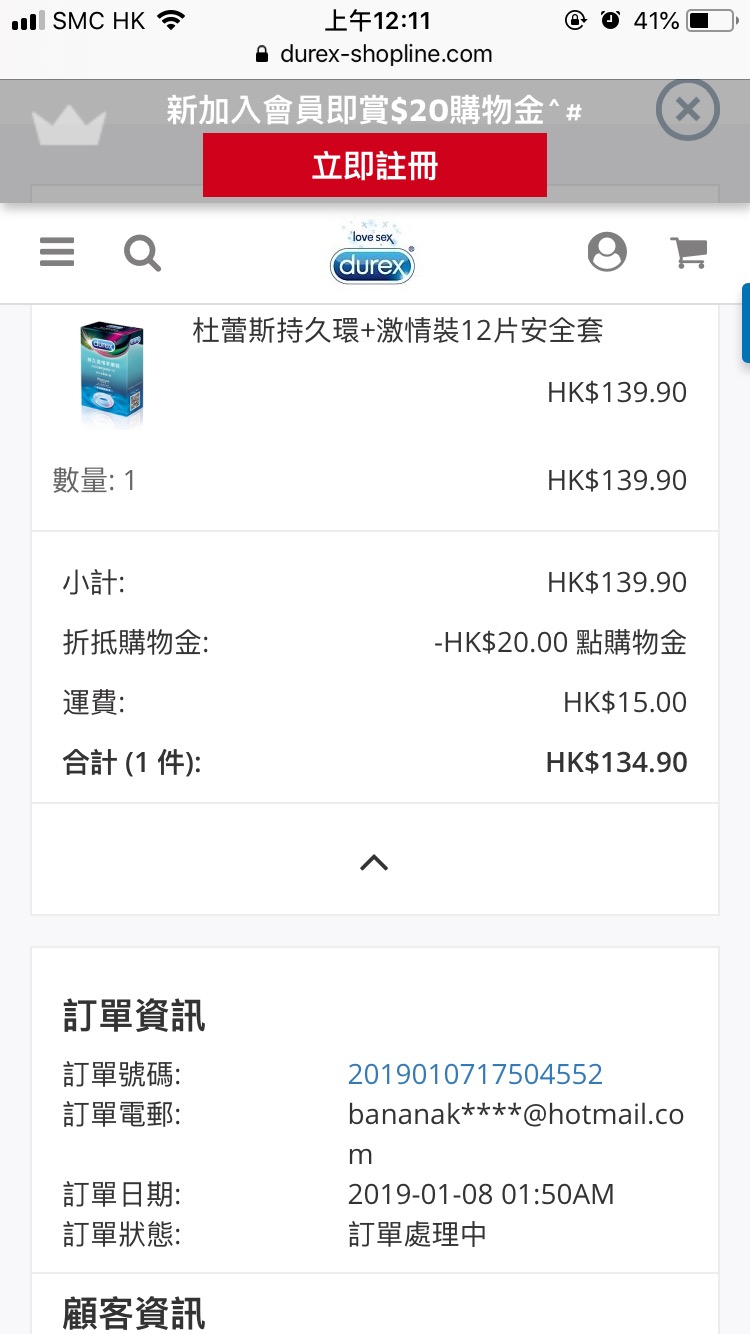 SMC HK 上午12:11 41%
durex-shopline.com
新加入會員即賞$20購物金^#
立即註冊
love sex
durex®
杜蕾斯持久環+激情裝12片安全套
durex
HK$139.90
數量: 1 HK$139.90
小計: HK$139.90
折抵購物金: -HK$20.00 點購物金
運費: HK$15.00
合計 (1 件): HK$134.90
訂單資訊
訂單號碼: 2019010717504552
訂單電郵: bananak****@hotmail.co
m
訂單日期: 2019-01-08 01:50AM
訂單狀態: 訂單處理中
顧客資訊